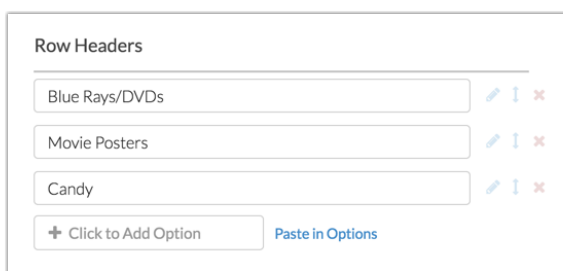 Row Headers
Blue Rays/DVDs
Movie Posters
Candy
Click to Add Option Paste in Options